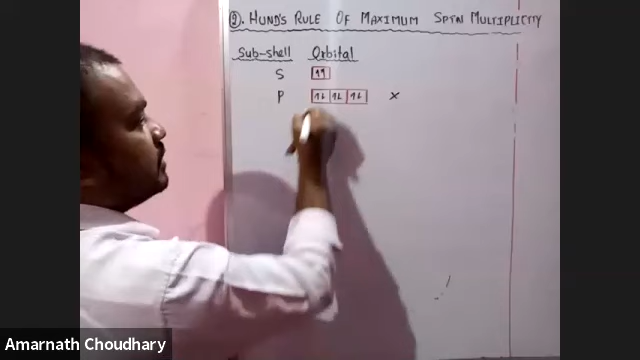 ②. HUND'S RULE OF MAXIMUM SPIN MULTIPLICITY
Sub-shell Orbital
S ↿↿
P ↿⇂ ↿⇂ ↿⇂ ×
Amarnath Choudhary